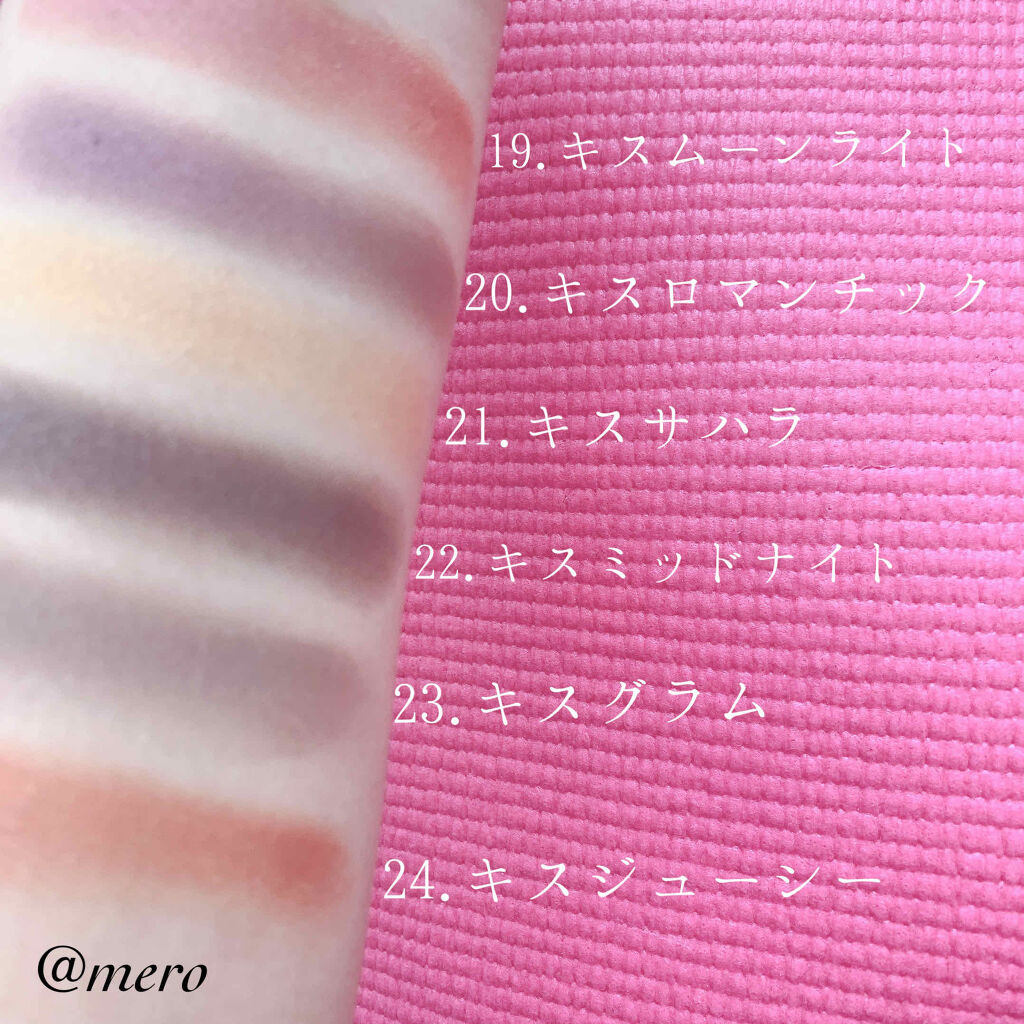 19.キスムーンライト
20.キスロマンチック
21.キスサハラ
22.キスミッドナイト
23.キスグラム
24.キスジューシー
@mero